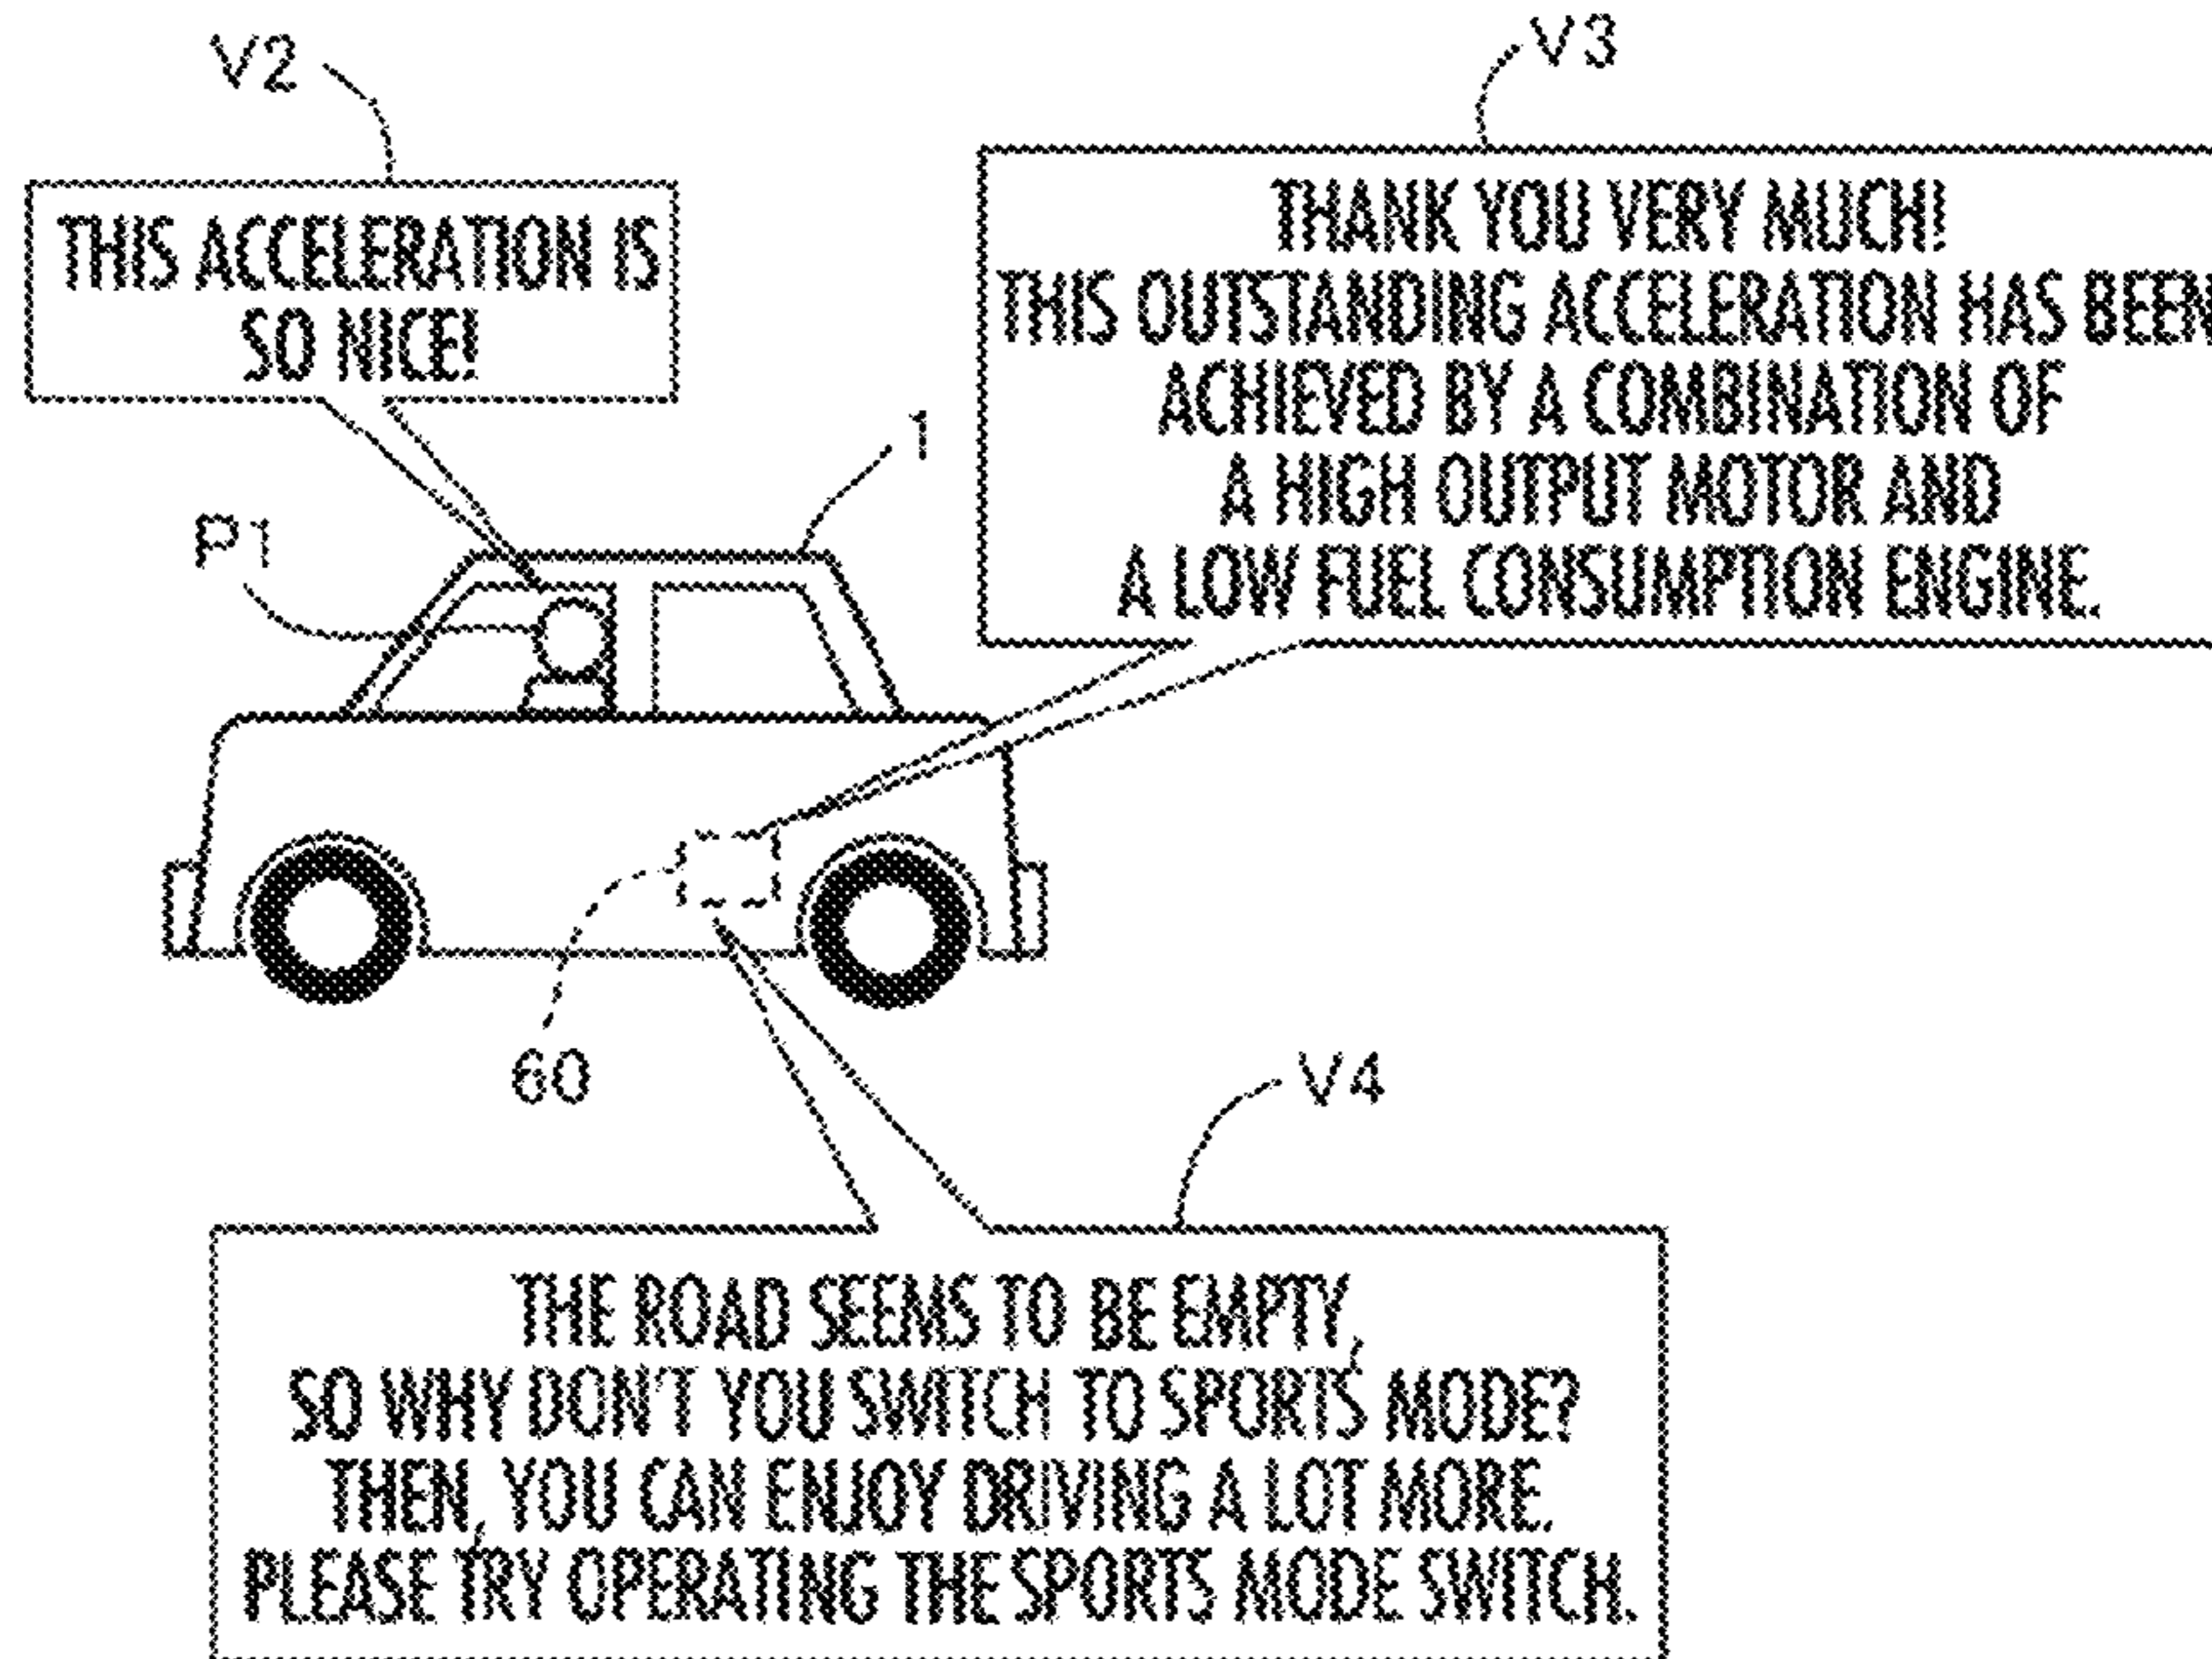 V2
V3
THIS ACCELERATION IS
SO NICE!
THANK YOU VERY MUCH!
THIS OUTSTANDING ACCELERATION HAS BEEN
ACHIEVED BY A COMBINATION OF
A HIGH OUTPUT MOTOR AND
A LOW FUEL CONSUMPTION ENGINE.
1
P1
60
V4
THE ROAD SEEMS TO BE EMPTY,
SO WHY DON'T YOU SWITCH TO SPORTS MODE?
THEN, YOU CAN ENJOY DRIVING A LOT MORE.
PLEASE TRY OPERATING THE SPORTS MODE SWITCH.